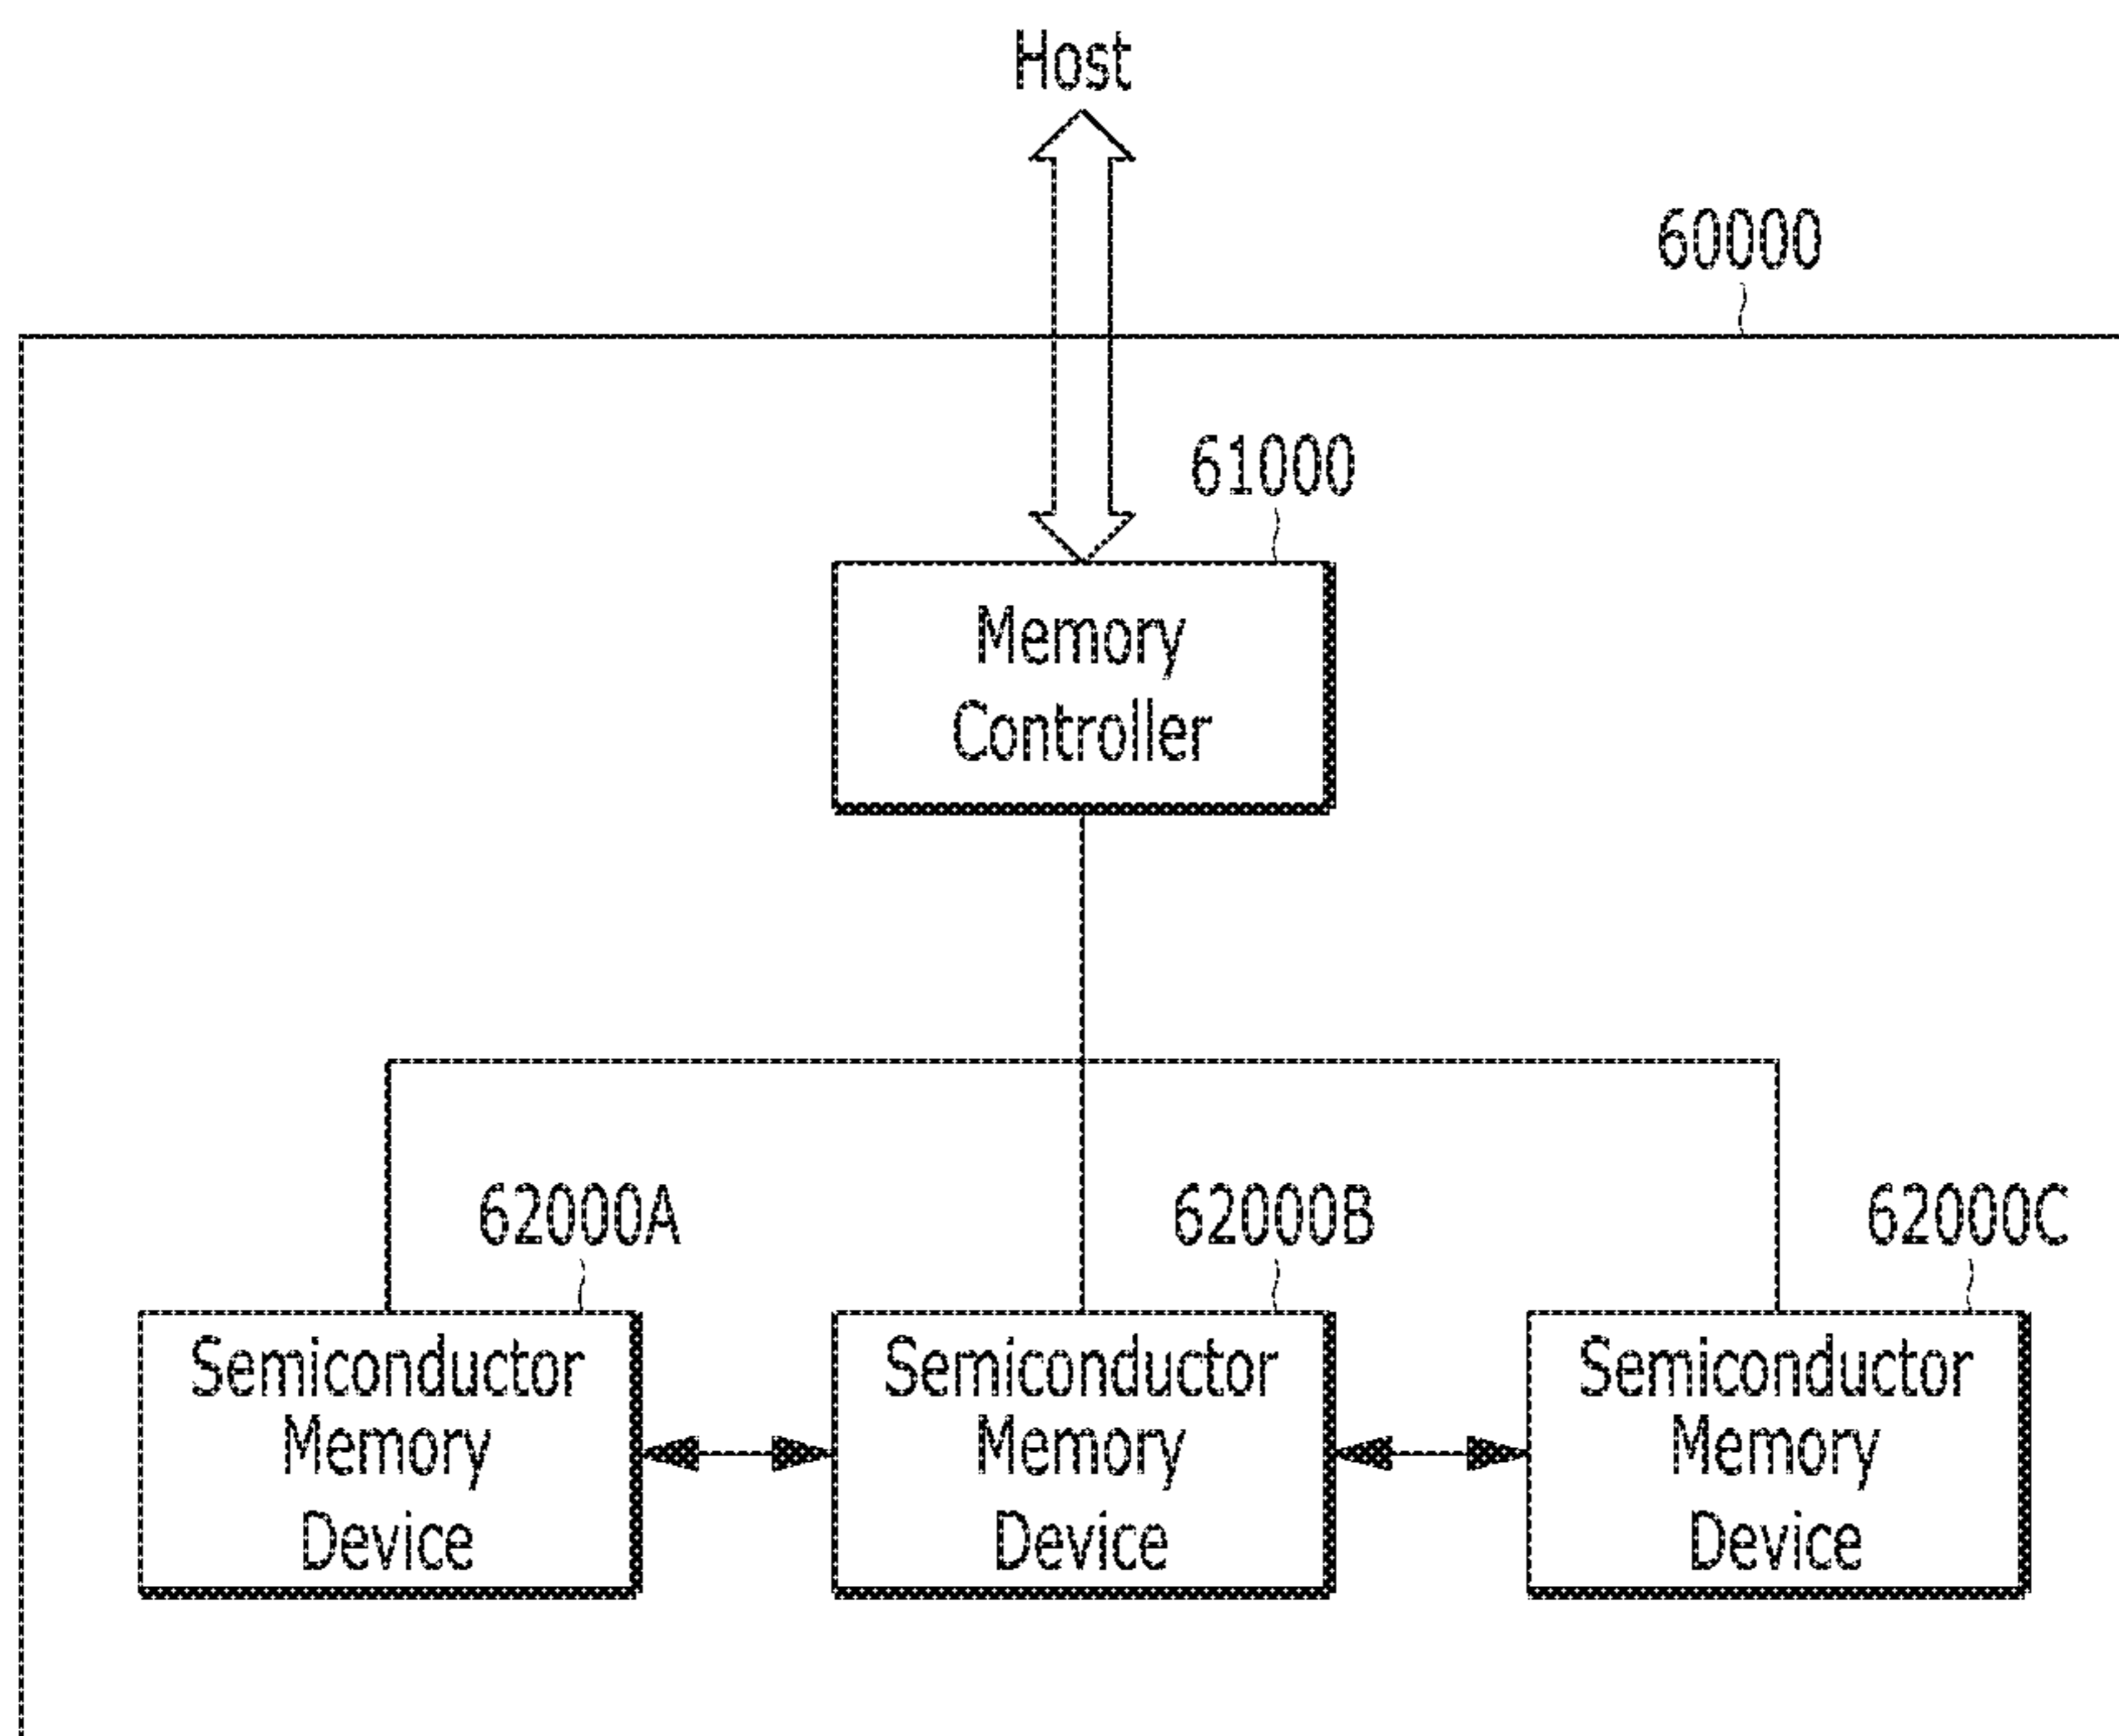 Host
60000
61000
Memory
Controller
62000A
62000B
62000C
Semiconductor
Memory
Device
Semiconductor
Memory
Device
Semiconductor
Memory
Device